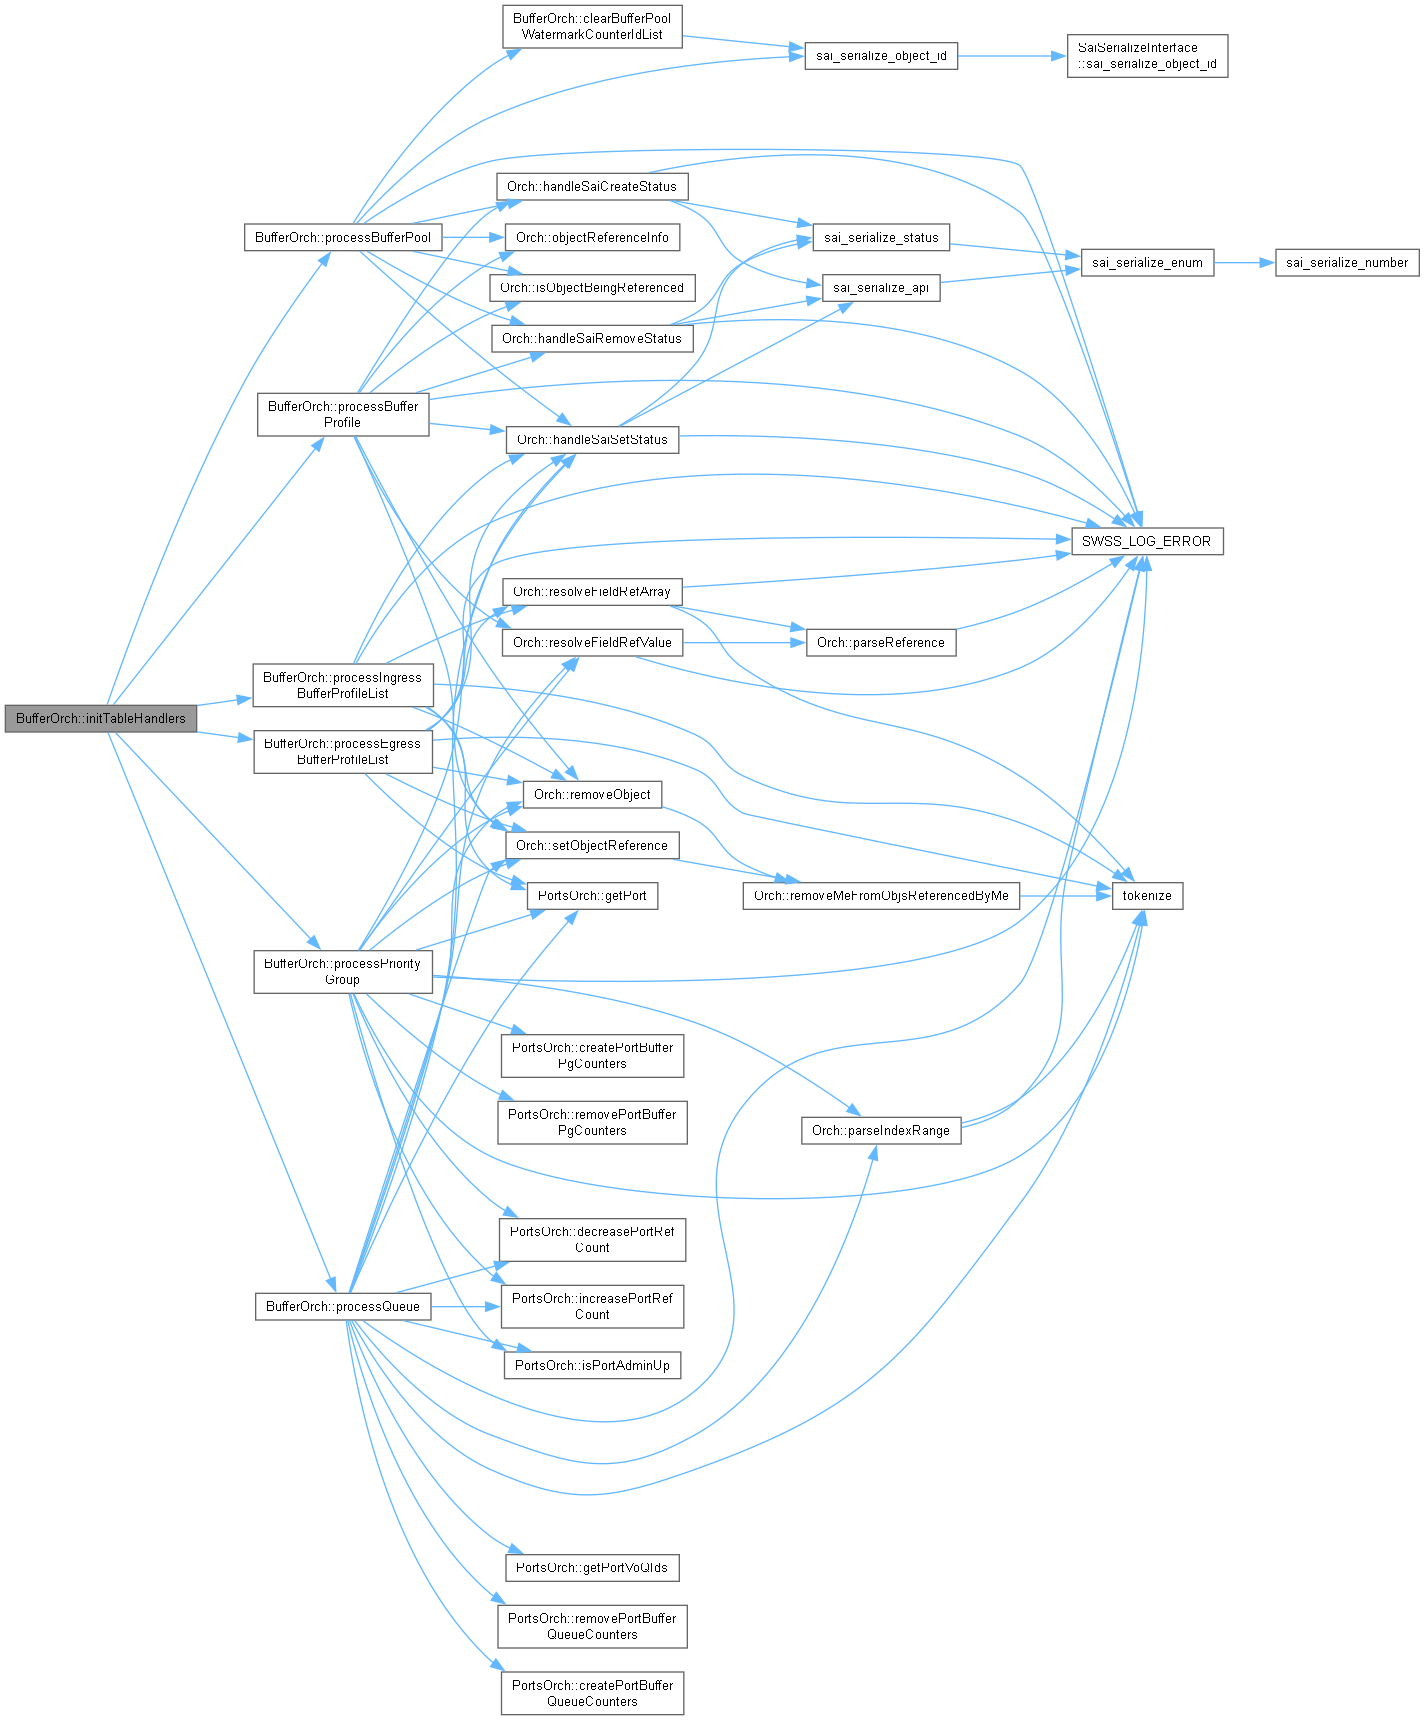 BufferOrch::clearBufferPool
WatermarkCounterIdList
sai_serialize_object_id
SaiSerializeInterface
::sai_serialize_object_id
Orch::handleSaiCreateStatus
BufferOrch::processBufferPool
Orch::objectReferenceInfo
sai_serialize_status
sai_serialize_enum
sai_serialize_number
Orch::isObjectBeingReferenced
sai_serialize_api
Orch::handleSaiRemoveStatus
BufferOrch::processBuffer
Profile
Orch::handleSaiSetStatus
SWSS_LOG_ERROR
Orch::resolveFieldRefArray
Orch::resolveFieldRefValue
Orch::parseReference
BufferOrch::processIngress
BufferProfileList
BufferOrch::initTableHandlers
BufferOrch::processEgress
BufferProfileList
Orch::removeObject
Orch::setObjectReference
PortsOrch::getPort
Orch::removeMeFromObjsReferencedByMe
tokenize
BufferOrch::processPriority
Group
PortsOrch::createPortBuffer
PgCounters
PortsOrch::removePortBuffer
PgCounters
Orch::parseIndexRange
PortsOrch::decreasePortRef
Count
PortsOrch::increasePortRef
Count
BufferOrch::processQueue
PortsOrch::isPortAdminUp
PortsOrch::getPortVoQIds
PortsOrch::removePortBuffer
QueueCounters
PortsOrch::createPortBuffer
QueueCounters